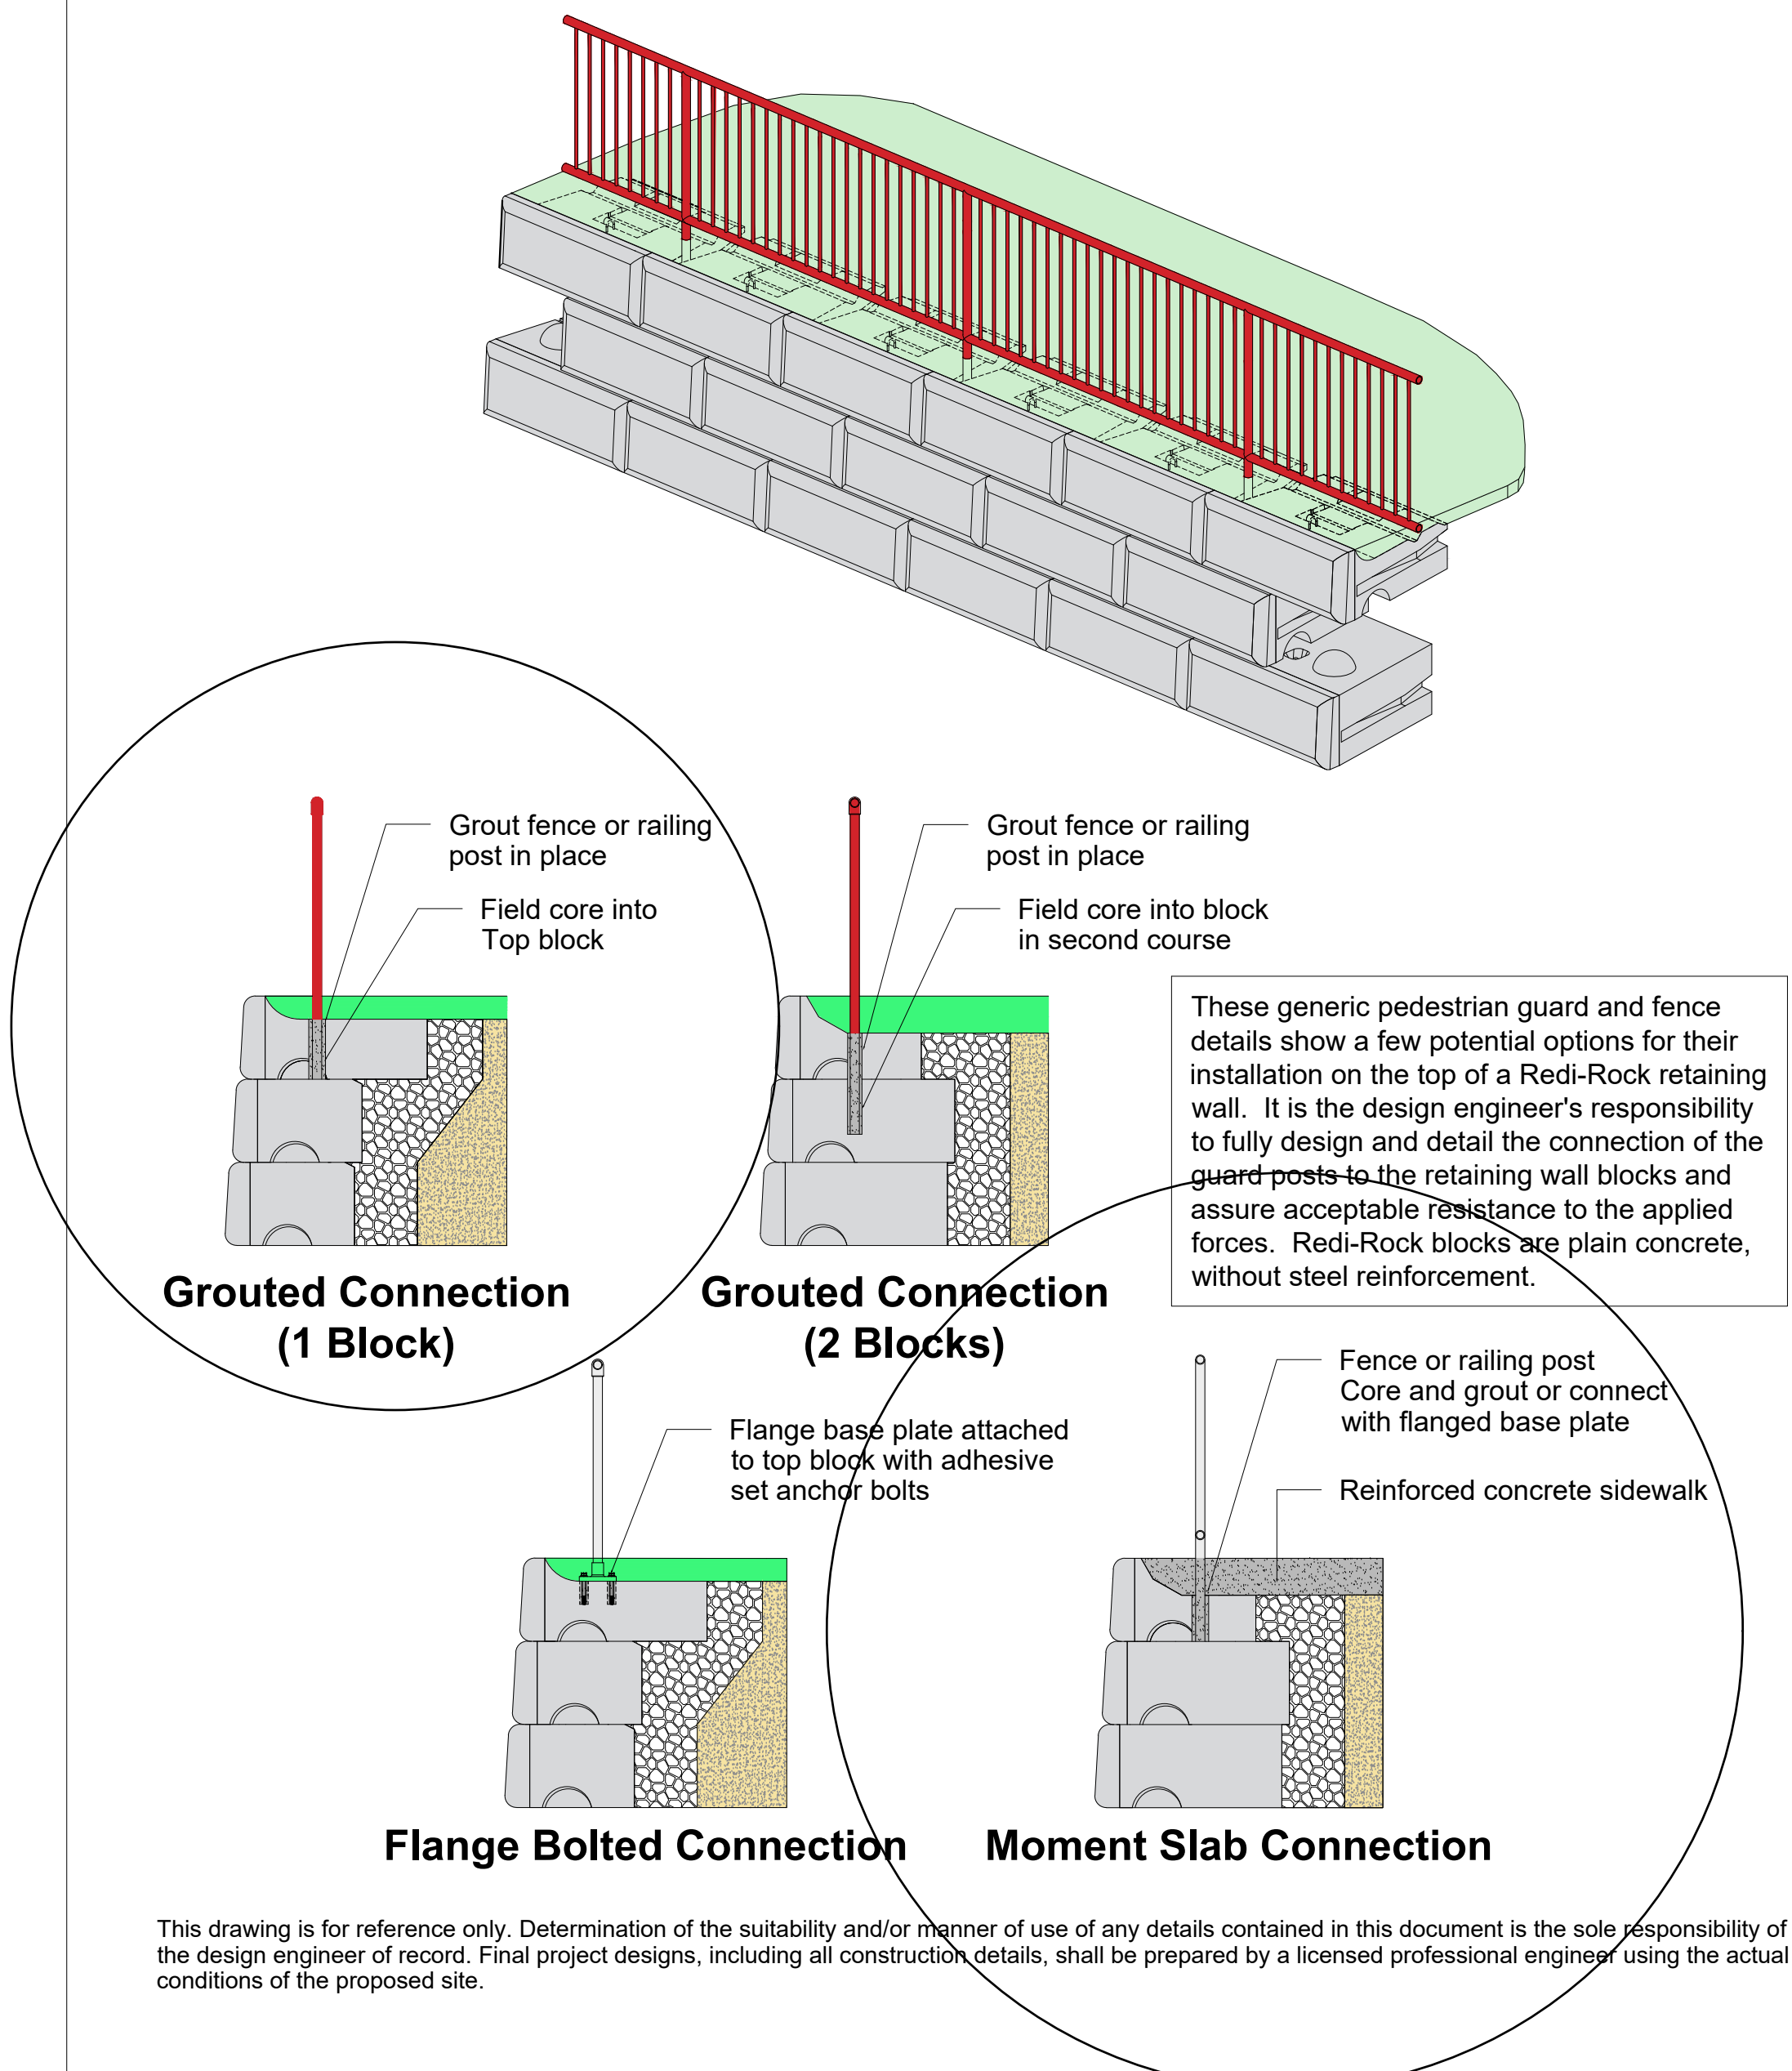 Grout fence or railing
post in place
Field core into
Top block
Grouted Connection
(1 Block)
Grout fence or railing
post in place
Field core into block
in second course
Grouted Connection
(2 Blocks)
These generic pedestrian guard and fence
details show a few potential options for their
installation on the top of a Redi-Rock retaining
wall.  It is the design engineer's responsibility
to fully design and detail the connection of the
guard posts to the retaining wall blocks and
assure acceptable resistance to the applied
forces.  Redi-Rock blocks are plain concrete,
without steel reinforcement.
Flange base plate attached
to top block with adhesive
set anchor bolts
Flange Bolted Connection
Fence or railing post
Core and grout or connect
with flanged base plate
Reinforced concrete sidewalk
Moment Slab Connection
This drawing is for reference only. Determination of the suitability and/or manner of use of any details contained in this document is the sole responsibility of
the design engineer of record. Final project designs, including all construction details, shall be prepared by a licensed professional engineer using the actual
conditions of the proposed site.